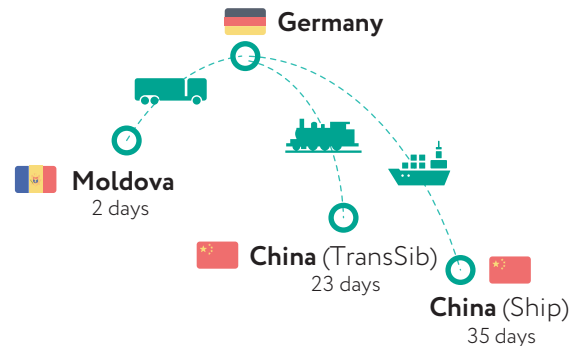 Germany
Moldova
2 days
China (TransSib)
23 days
China (Ship)
35 days